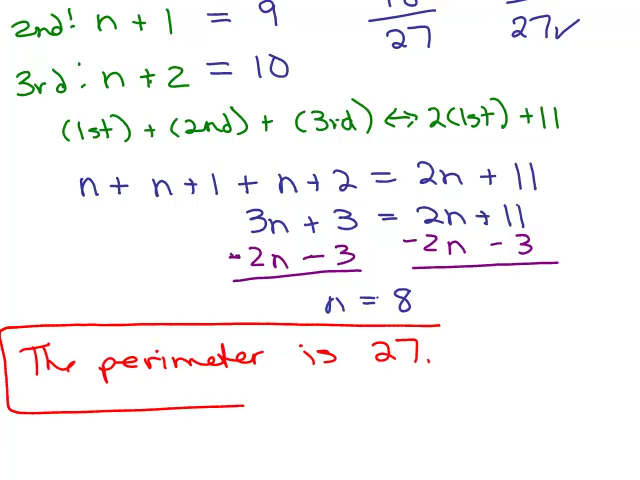 2nd: n + 1 = 9
27
27✓
3rd: n + 2 = 10
(1st) + (2nd) + (3rd) ↔ 2(1st) + 11
n + n + 1 + n + 2 = 2n + 11
3n + 3 = 2n + 11
-2n - 3 -2n - 3
n = 8
The perimeter is 27.